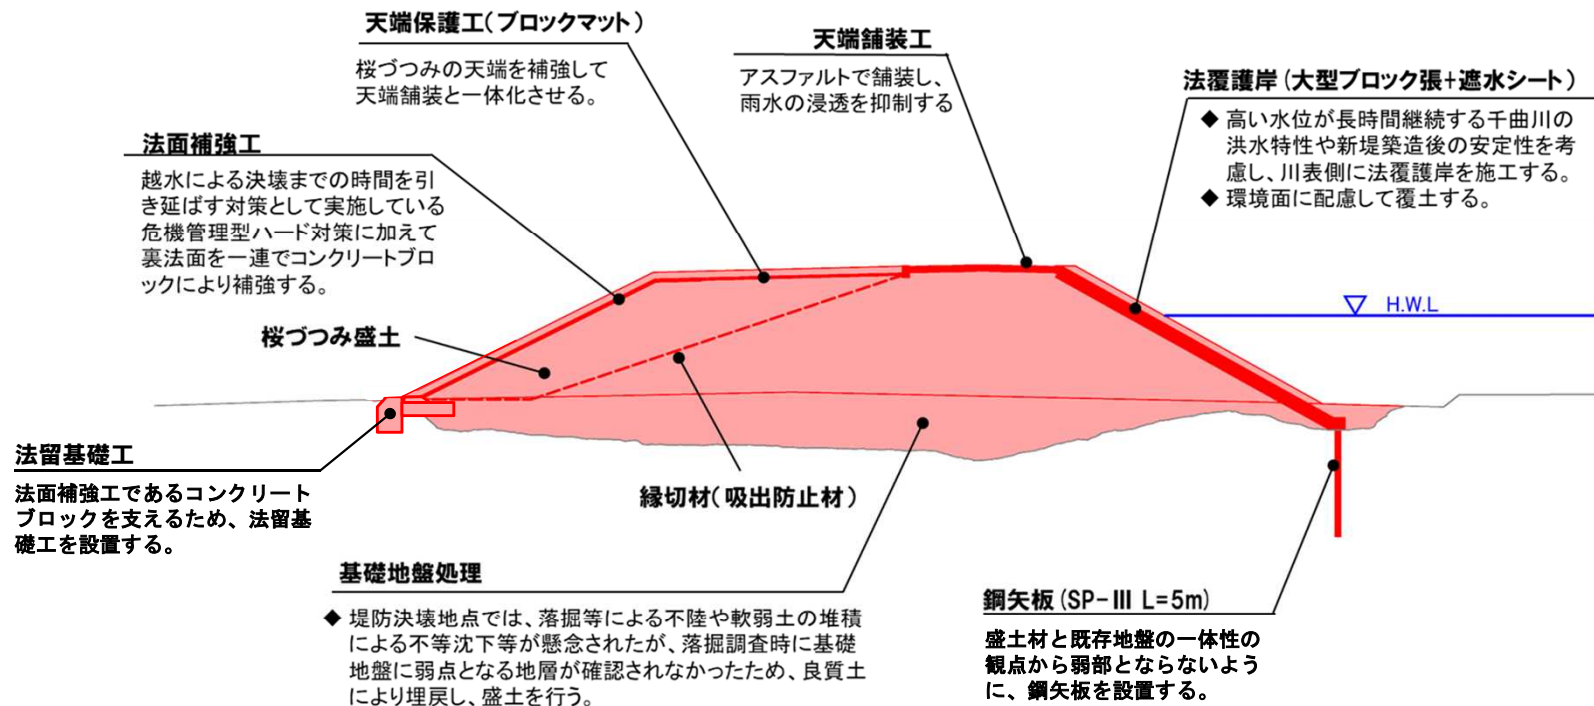 天端保護工（ブロックマット）
桜づつみの天端を補強して
天端舗装と一体化させる。
天端舗装工
アスファルトで舗装し、
雨水の浸透を抑制する
法覆護岸（大型ブロック張+遮水シート）
◆ 高い水位が長時間継続する千曲川の
洪水特性や新堤築造後の安定性を考
慮し、川表側に法覆護岸を施工する。
◆ 環境面に配慮して覆土する。
法面補強工
越水による決壊までの時間を引
き延ばす対策として実施している
危機管理型ハード対策に加えて
裏法面を一連でコンクリートブロ
ックにより補強する。
H.W.L
桜づつみ盛土
法留基礎工
法面補強工であるコンクリート
ブロックを支えるため、法留基
礎工を設置する。
縁切材（吸出防止材）
基礎地盤処理
◆ 堤防決壊地点では、落掘等による不陸や軟弱土の堆積
による不等沈下等が懸念されたが、落掘調査時に基礎
地盤に弱点となる地層が確認されなかったため、良質土
により埋戻し、盛土を行う。
鋼矢板（SP-Ⅲ L=5m）
盛土材と既存地盤の一体性の
観点から弱部とならないよう
に、鋼矢板を設置する。